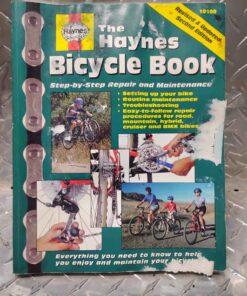 10100
Haynes
The
Haynes
Revised & Updated
Second Edition
Bicycle Book
Step-by-Step Repair and Maintenance
• Setting up your bike
• Routine maintenance
• Troubleshooting
• Easy-to-follow repair
procedures for road,
mountain, hybrid,
cruiser and BMX bikes
Everything you need to know to help
you enjoy and maintain your bicycle